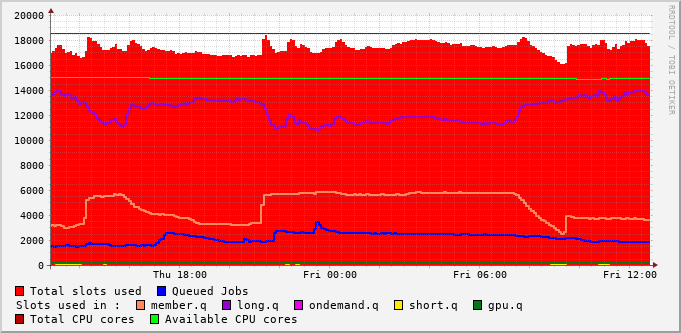 20000
18000
16000
14000
12000
10000
8000
6000
4000
2000
0
Thu 18:00 Fri 00:00 Fri 06:00 Fri 12:00
Total slots used Queued Jobs
Slots used in : member.q long.q ondemand.q short.q gpu.q
Total CPU cores Available CPU cores
RRDTOOL / TOBI OETIKER